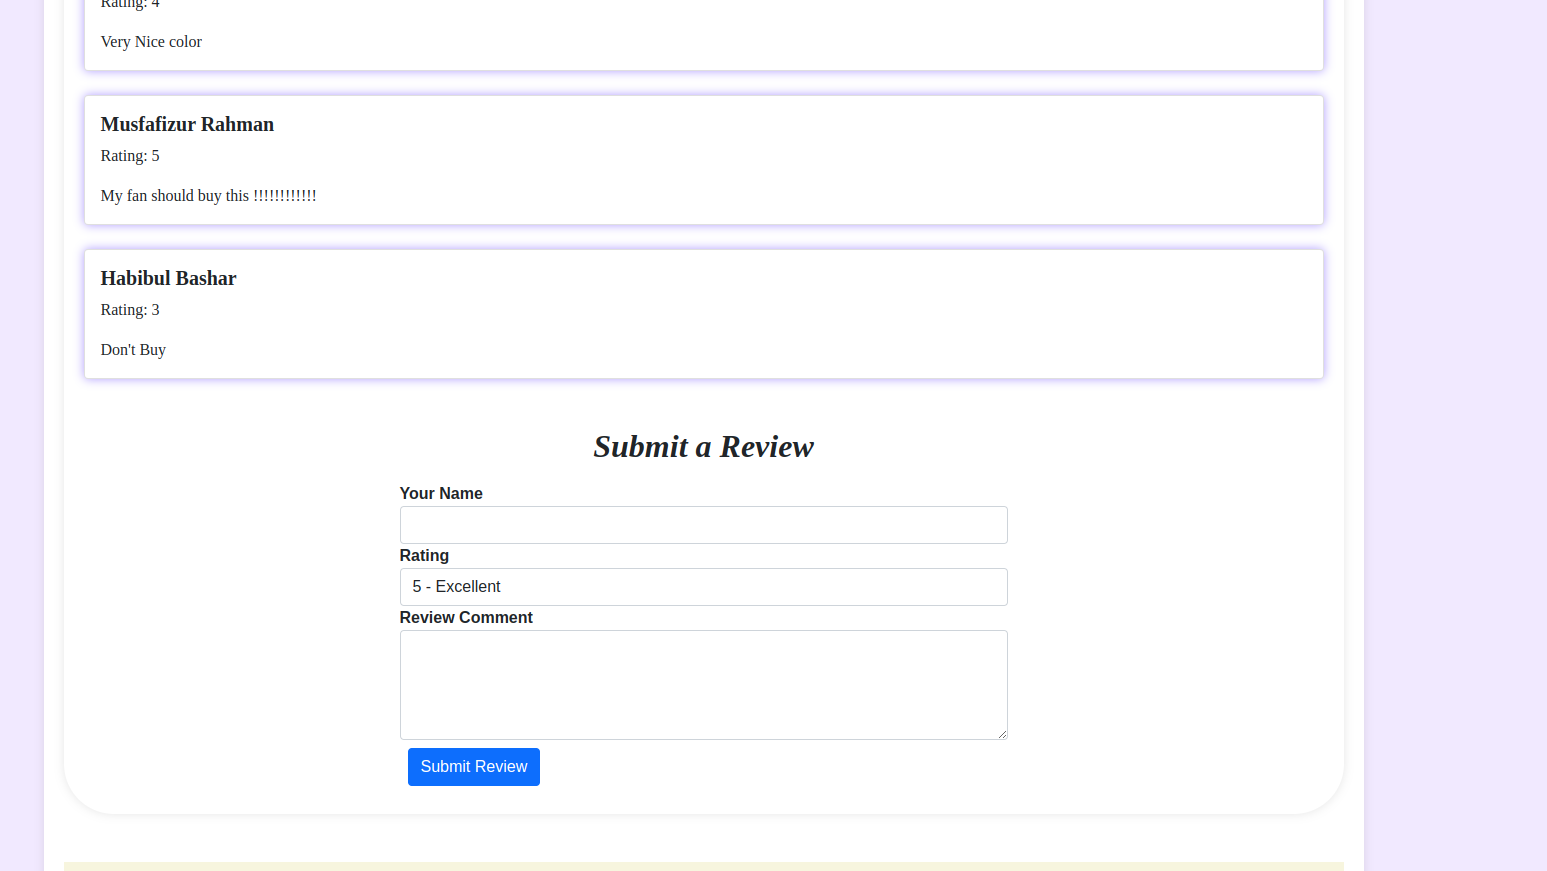 Rating: 4
Very Nice color
Musfafizur Rahman
Rating: 5
My fan should buy this !!!!!!!!!!!!
Habibul Bashar
Rating: 3
Don't Buy
Submit a Review
Your Name
Rating
5 - Excellent
Review Comment
Submit Review